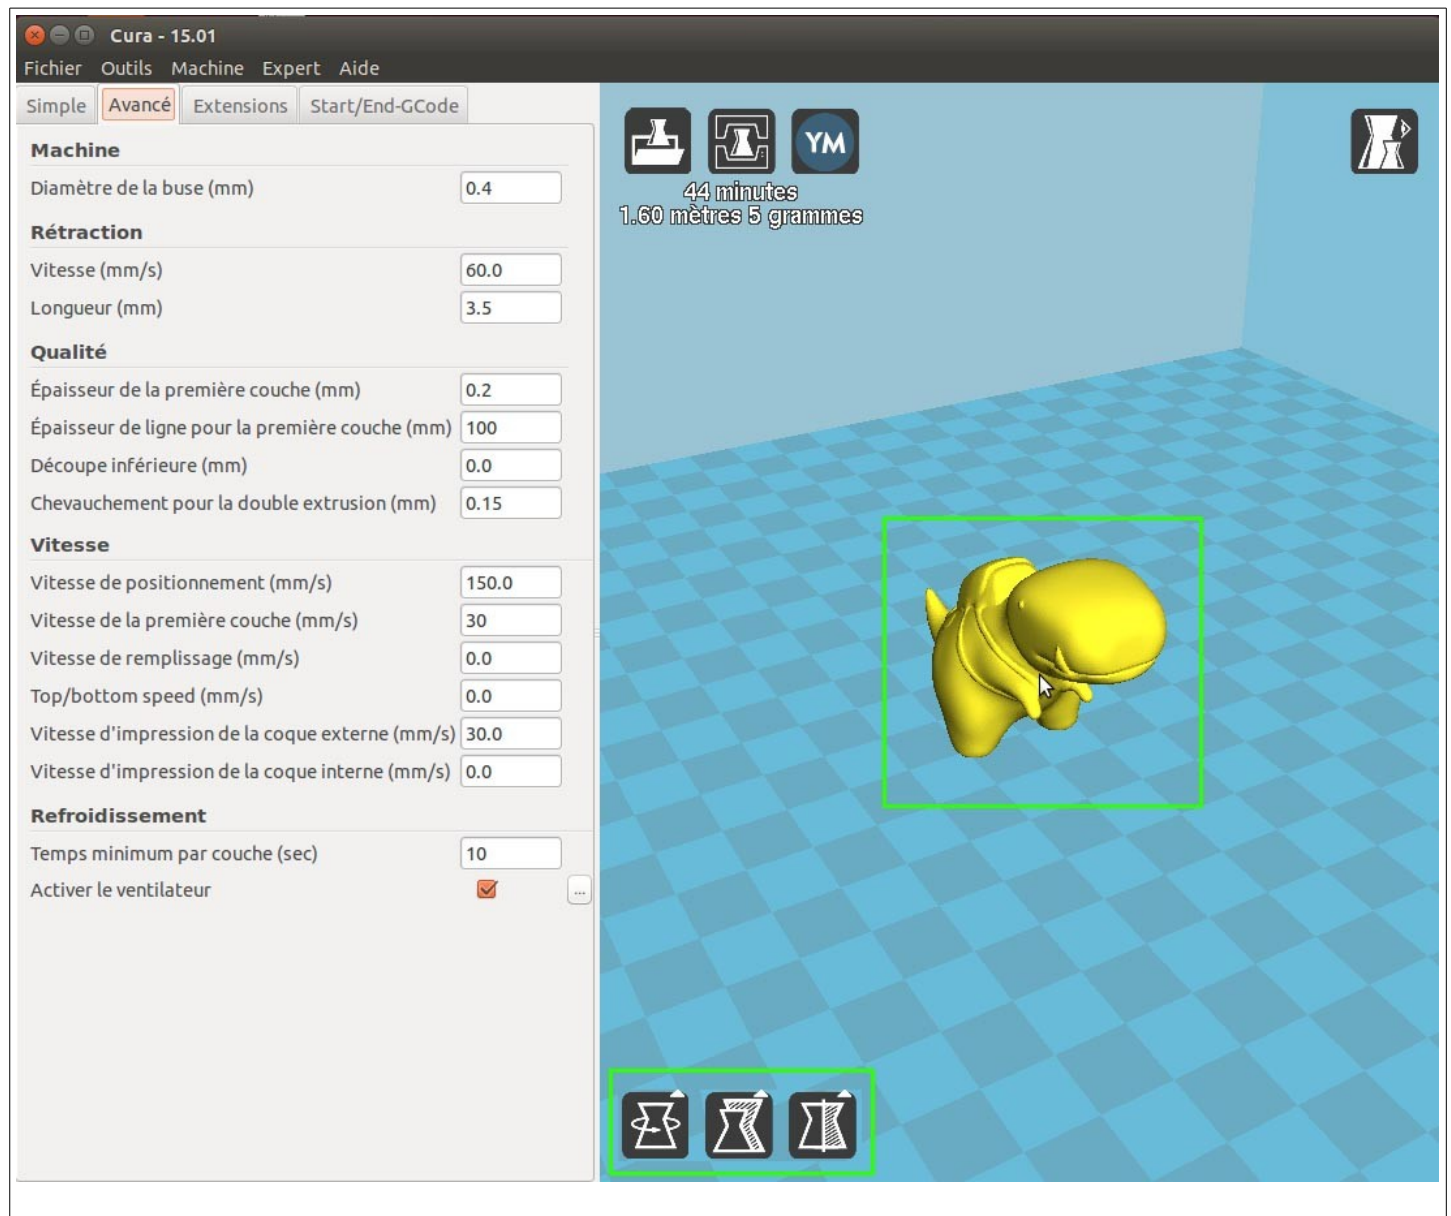 Cura - 15.01
Fichier Outils Machine Expert Aide
Simple Avancé Extensions Start/End-GCode
Machine
Diamètre de la buse (mm) 0.4
Rétraction
Vitesse (mm/s) 60.0
Longueur (mm) 3.5
Qualité
Épaisseur de la première couche (mm) 0.2
Épaisseur de ligne pour la première couche (mm) 100
Découpe inférieure (mm) 0.0
Chevauchement pour la double extrusion (mm) 0.15
Vitesse
Vitesse de positionnement (mm/s) 150.0
Vitesse de la première couche (mm/s) 30
Vitesse de remplissage (mm/s) 0.0
Top/bottom speed (mm/s) 0.0
Vitesse d'impression de la coque externe (mm/s) 30.0
Vitesse d'impression de la coque interne (mm/s) 0.0
Refroidissement
Temps minimum par couche (sec) 10
Activer le ventilateur ...
YM
44 minutes
1.60 mètres 5 grammes